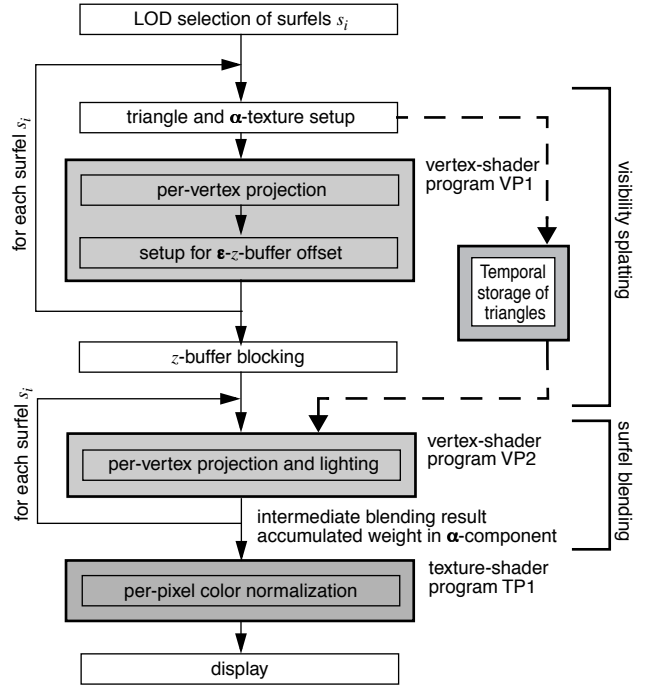 LOD selection of surfels s_i
for each surfel s_i
triangle and α-texture setup
vertex-shader
program VP1
per-vertex projection
setup for ε-z-buffer offset
Temporal
storage of
triangles
visibility splatting
z-buffer blocking
for each surfel s_i
vertex-shader
program VP2
per-vertex projection and lighting
surfel blending
intermediate blending result
accumulated weight in α-component
texture-shader
program TP1
per-pixel color normalization
display